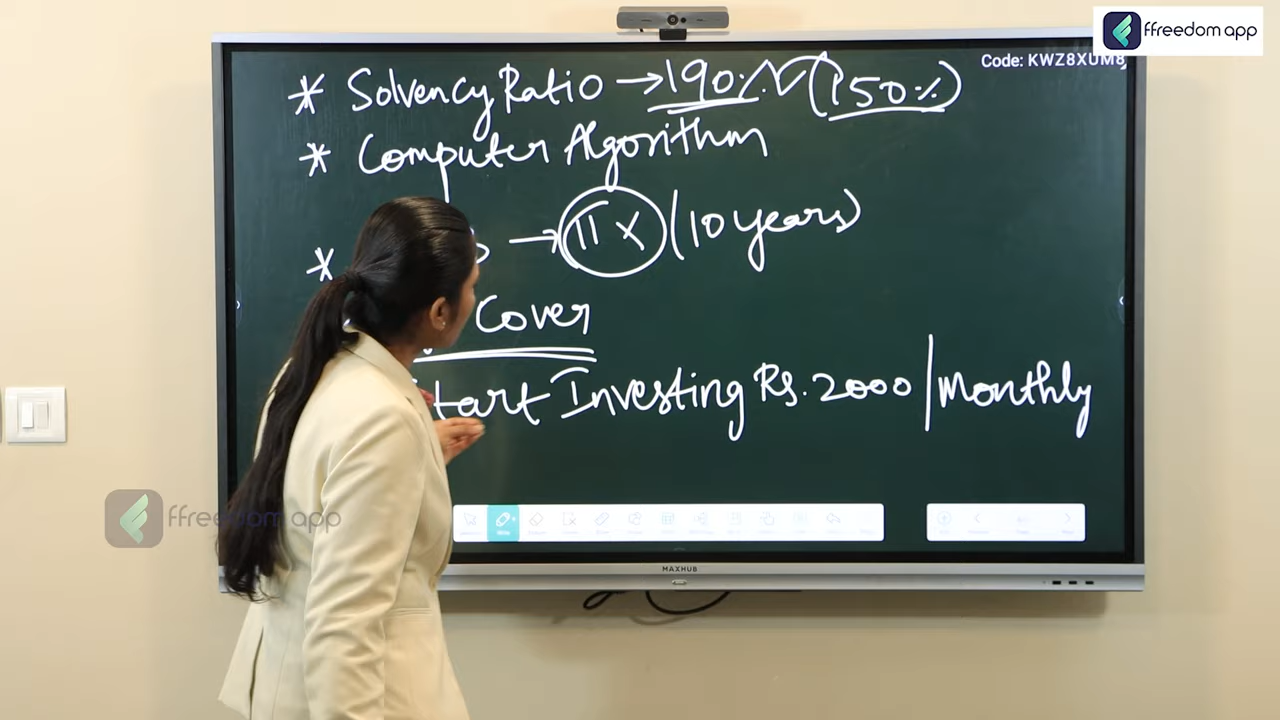 ffreedom app
Code: KWZ8XUM8
* Solvency Ratio → 190% ✓ (150%)
* Computer Algorithm
* → (10 years)
Cover
Start Investing Rs. 2000 / Monthly
ffreedom app
MAXHUB